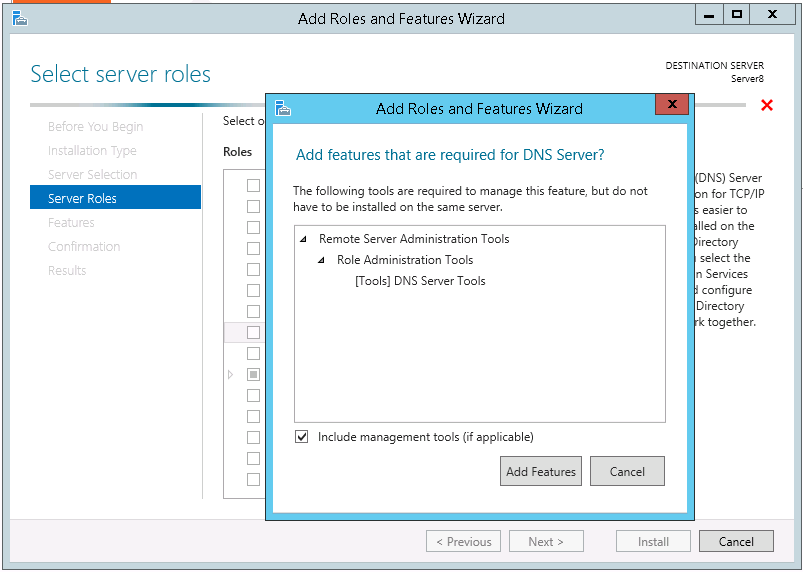 Add Roles and Features Wizard
Select server roles
DESTINATION SERVER
Server8
Before You Begin
Installation Type
Server Selection
Server Roles
Features
Confirmation
Results
Select o
Roles
Add Roles and Features Wizard
Add features that are required for DNS Server?
The following tools are required to manage this feature, but do not
have to be installed on the same server.
Remote Server Administration Tools
Role Administration Tools
[Tools] DNS Server Tools
Include management tools (if applicable)
Add Features
Cancel
(DNS) Server
on for TCP/IP
s easier to
alled on the
Directory
select the
n Services
d configure
Directory
rk together.
< Previous
Next >
Install
Cancel